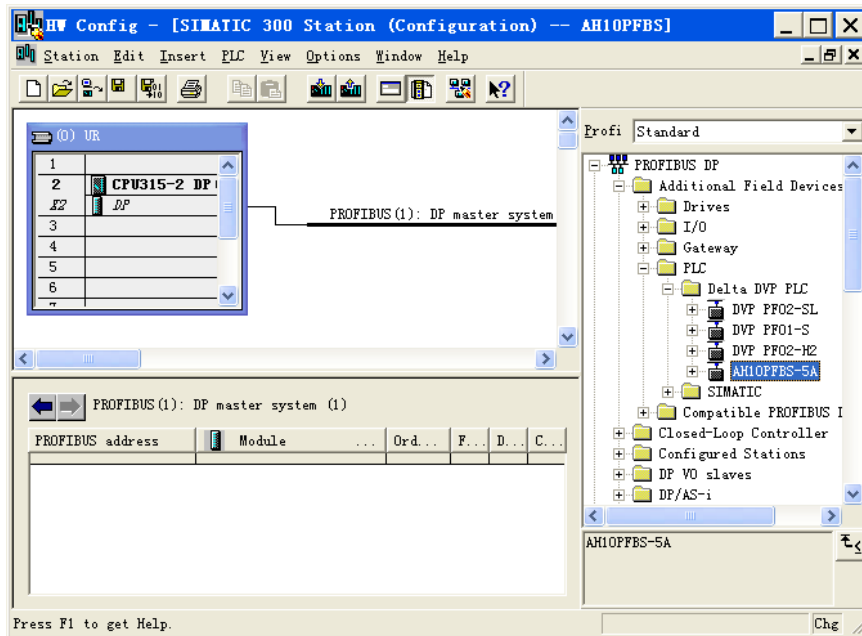 HW Config - [SIMATIC 300 Station (Configuration) -- AH10PFBS]
Station Edit Insert PLC View Options Window Help
(0) UR
1
2 CPU315-2 DP
X2 DP
3
4
5
6
PROFIBUS(1): DP master system
Profi Standard
PROFIBUS DP
Additional Field Devices
Drives
I/O
Gateway
PLC
Delta DVP PLC
DVP PF02-SL
DVP PF01-S
DVP PF02-H2
AH10PFBS-5A
SIMATIC
Compatible PROFIBUS
Closed-Loop Controller
Configured Stations
DP V0 slaves
DP/AS-i
PROFIBUS(1): DP master system (1)
PROFIBUS address Module ... Ord... F... D... C...
AH10PFBS-5A
Press F1 to get Help.
Chg